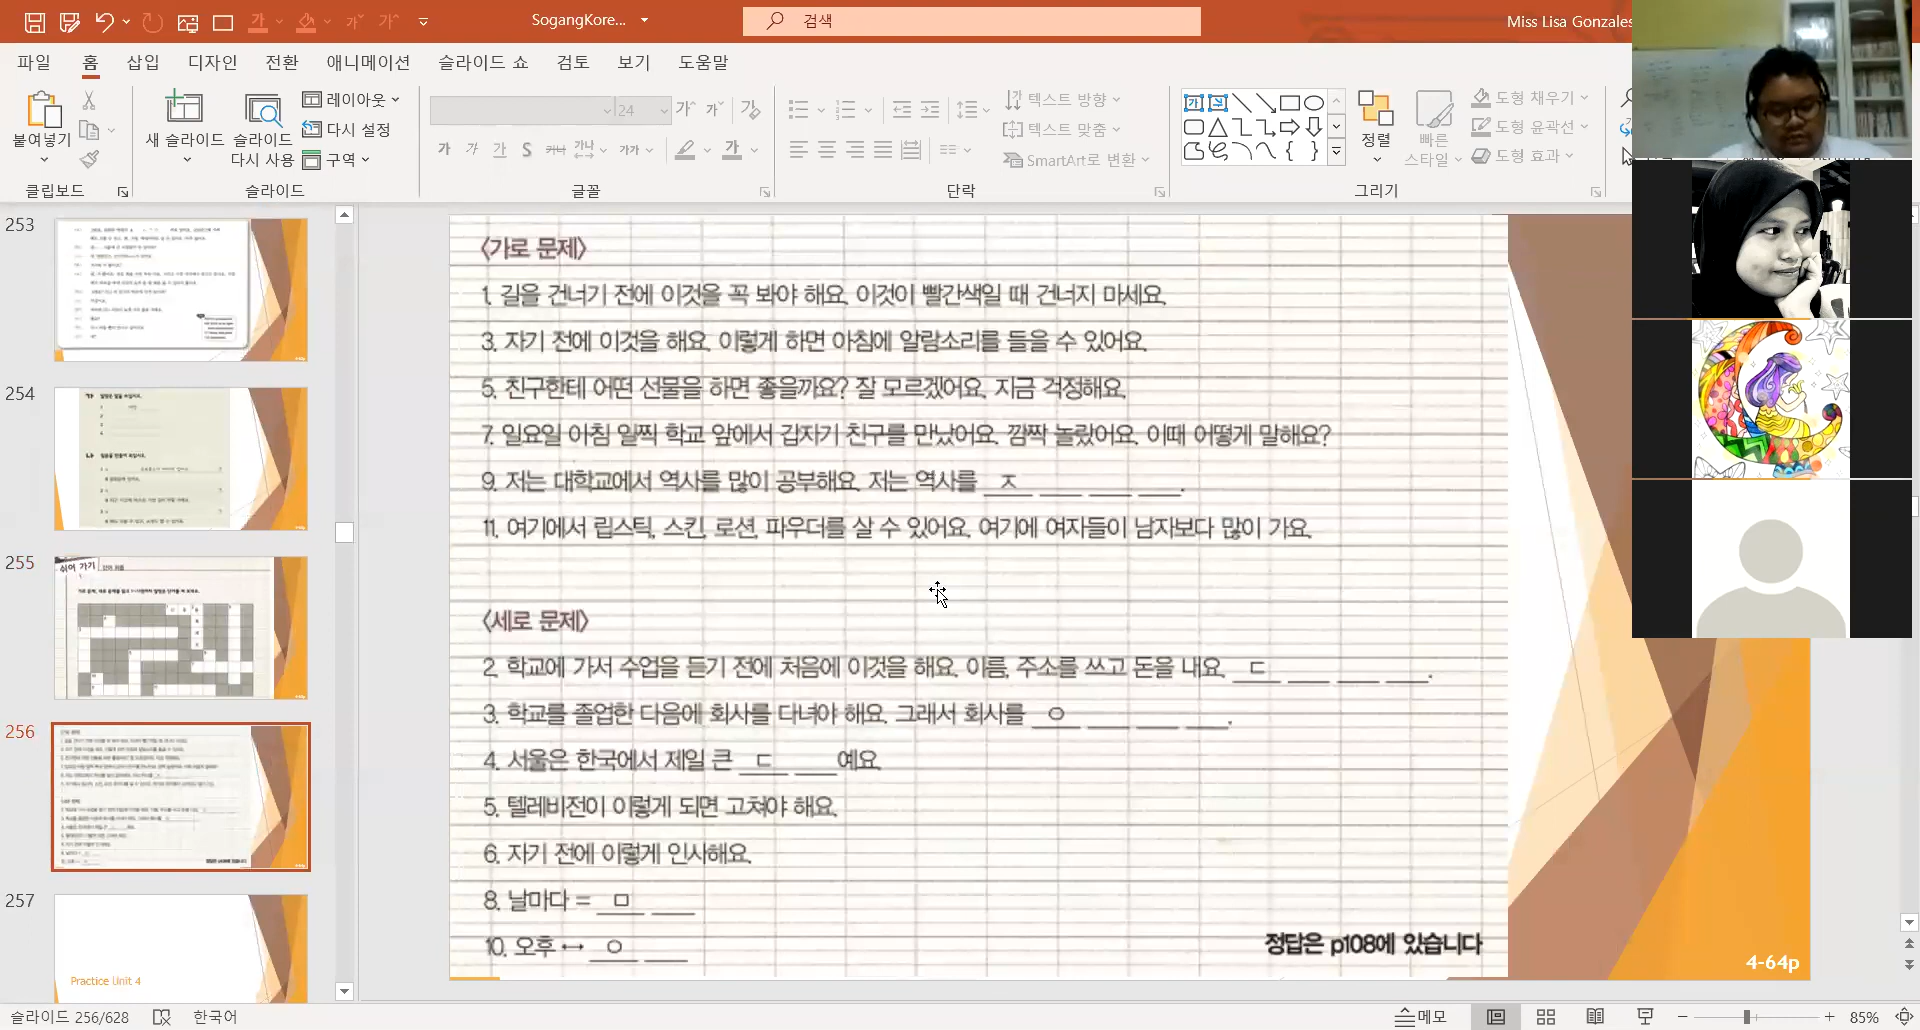 SogangKore...
검색
Miss Lisa Gonzales
파일 홈 삽입 디자인 전환 애니메이션 슬라이드 쇼 검토 보기 도움말
붙여넣기
새 슬라이드
슬라이드 다시 사용
레이아웃
다시 설정
구역
24
텍스트 방향
텍스트 맞춤
SmartArt로 변환
정렬
빠른 스타일
도형 채우기
도형 윤곽선
도형 효과
클립보드 슬라이드 글꼴 단락 그리기
253
254
255
쉬어 가기
256
257
Practice Unit 4
<가로 문제>
1. 길을 건너기 전에 이것을 꼭 봐야 해요. 이것이 빨간색일 때 건너지 마세요.
3. 자기 전에 이것을 해요. 이렇게 하면 아침에 알람소리를 들을 수 있어요.
5. 친구한테 어떤 선물을 하면 좋을까요? 잘 모르겠어요. 지금 걱정해요.
7. 일요일 아침 일찍 학교 앞에서 갑자기 친구를 만났어요. 깜짝 놀랐어요. 이때 어떻게 말해요?
9. 저는 대학교에서 역사를 많이 공부해요. 저는 역사를 ㅈ ___ ___ ___.
11. 여기에서 립스틱, 스킨, 로션, 파우더를 살 수 있어요. 여기에 여자들이 남자보다 많이 가요.
<세로 문제>
2. 학교에 가서 수업을 듣기 전에 처음에 이것을 해요. 이름, 주소를 쓰고 돈을 내요. ㄷ ___ ___ ___.
3. 학교를 졸업한 다음에 회사를 다녀야 해요. 그래서 회사를 ㅇ ___ ___ ___.
4. 서울은 한국에서 제일 큰 ㄷ ___예요.
5. 텔레비전이 이렇게 되면 고쳐야 해요.
6. 자기 전에 이렇게 인사해요.
8. 날마다 = ㅁ ___
10. 오후 ↔ ㅇ ___
정답은 p108에 있습니다
4-64p
슬라이드 256/628 한국어
메모
85%